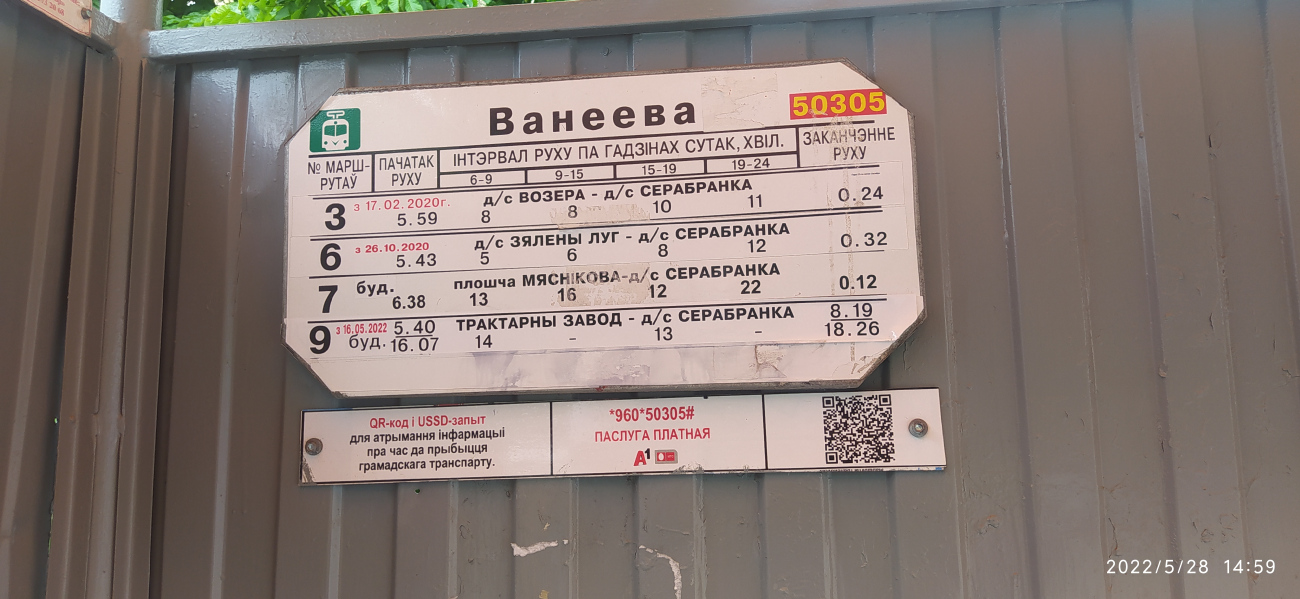 Ванеева
50305
№ МАРШ-
РУТАЎ
ПАЧАТАК
РУХУ
ІНТЭРВАЛ РУХУ ПА ГАДЗІНАХ СУТАК, ХВІЛ.
6-9 9-15 15-19 19-24
ЗАКАНЧЭННЕ
РУХУ
д/с ВОЗЕРА - д/с СЕРАБРАНКА
3 з 17.02.2020г. 5.59 8 8 10 11 0.24
д/с ЗЯЛЕНЫ ЛУГ - д/с СЕРАБРАНКА
6 з 26.10.2020 5.43 5 6 8 12 0.32
плошча МЯСНІКОВА-д/с СЕРАБРАНКА
7 буд. 6.38 13 16 12 22 0.12
ТРАКТАРНЫ ЗАВОД - д/с СЕРАБРАНКА
9 з 16.05.2022 5.40 8.19
буд. 16.07 14 - 13 - 18.26
QR-код і USSD-запыт
для атрымання інфармацыі
пра час да прыбыцця
грамадскага транспарту.
*960*50305#
ПАСЛУГА ПЛАТНАЯ
A1
2022/5/28 14:59